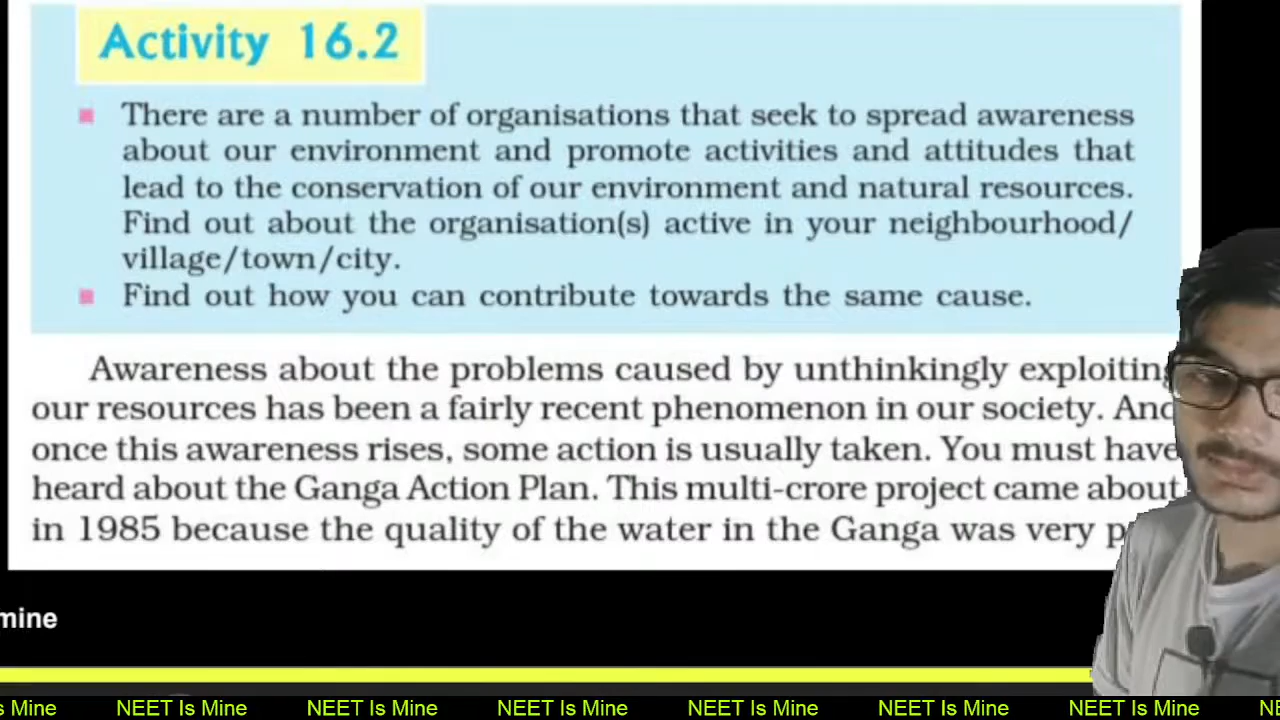 Activity 16.2
There are a number of organisations that seek to spread awareness
about our environment and promote activities and attitudes that
lead to the conservation of our environment and natural resources.
Find out about the organisation(s) active in your neighbourhood/
village/town/city.
Find out how you can contribute towards the same cause.
Awareness about the problems caused by unthinkingly exploiting
our resources has been a fairly recent phenomenon in our society. And
once this awareness rises, some action is usually taken. You must have
heard about the Ganga Action Plan. This multi-crore project came about
in 1985 because the quality of the water in the Ganga was very
mine
s Mine NEET Is Mine NEET Is Mine NEET Is Mine NEET Is Mine NEET Is Mine NEET Is Mine NE